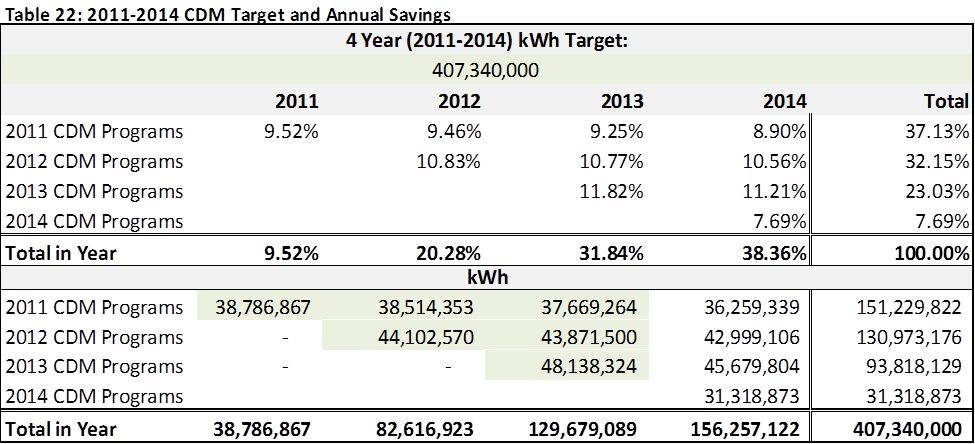 Table 22: 2011-2014 CDM Target and Annual Savings
4 Year (2011-2014) kWh Target:
407,340,000
2011 2012 2013 2014 Total
2011 CDM Programs 9.52% 9.46% 9.25% 8.90% 37.13%
2012 CDM Programs 10.83% 10.77% 10.56% 32.15%
2013 CDM Programs 11.82% 11.21% 23.03%
2014 CDM Programs 7.69% 7.69%
Total in Year 9.52% 20.28% 31.84% 38.36% 100.00%
kWh
2011 CDM Programs 38,786,867 38,514,353 37,669,264 36,259,339 151,229,822
2012 CDM Programs - 44,102,570 43,871,500 42,999,106 130,973,176
2013 CDM Programs - - 48,138,324 45,679,804 93,818,129
2014 CDM Programs 31,318,873 31,318,873
Total in Year 38,786,867 82,616,923 129,679,089 156,257,122 407,340,000